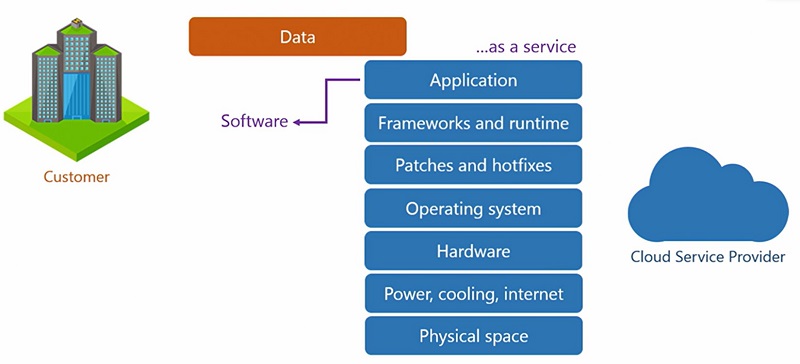 Data
...as a service
Application
Software
Frameworks and runtime
Patches and hotfixes
Customer
Operating system
Hardware
Cloud Service Provider
Power, cooling, internet
Physical space